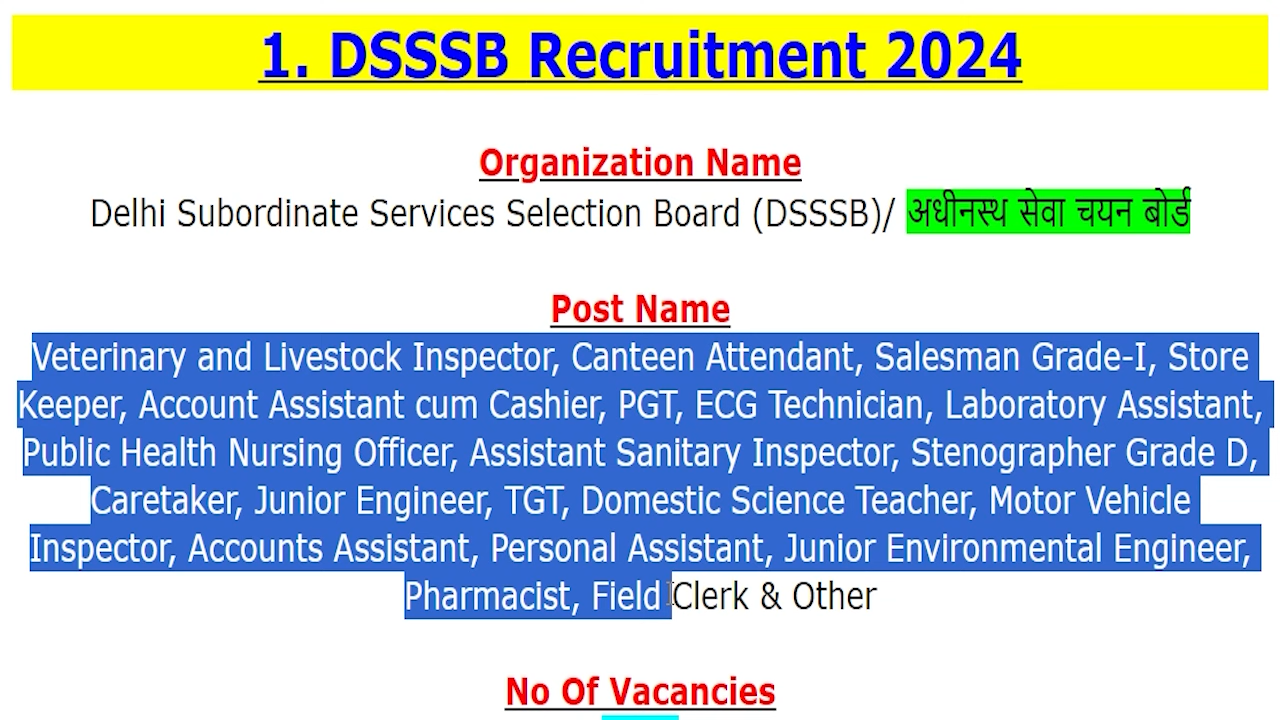 1. DSSSB Recruitment 2024
Organization Name
Delhi Subordinate Services Selection Board (DSSSB)/ अधीनस्थ सेवा चयन बोर्ड
Post Name
Veterinary and Livestock Inspector, Canteen Attendant, Salesman Grade-I, Store
Keeper, Account Assistant cum Cashier, PGT, ECG Technician, Laboratory Assistant,
Public Health Nursing Officer, Assistant Sanitary Inspector, Stenographer Grade D,
Caretaker, Junior Engineer, TGT, Domestic Science Teacher, Motor Vehicle
Inspector, Accounts Assistant, Personal Assistant, Junior Environmental Engineer,
Pharmacist, Field Clerk & Other
No Of Vacancies